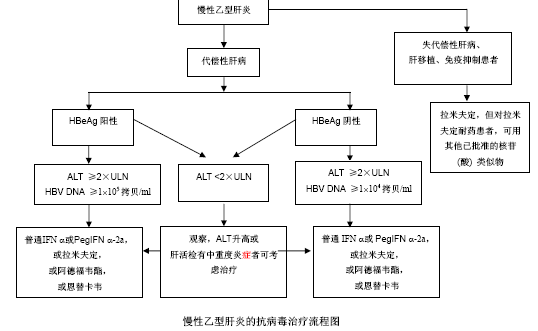 慢性乙型肝炎
失代偿性肝病、
肝移植、免疫抑制患者
代偿性肝病
拉米夫定，但对拉米
夫定耐药患者，可用
其他已批准的核苷
(酸) 类似物
HBeAg 阳性
HBeAg 阴性
ALT ≥2×ULN
HBV DNA ≥1×10⁵ 拷贝/ml
ALT <2×ULN
ALT ≥2×ULN
HBV DNA ≥1×10⁴ 拷贝/ml
普通IFN α或PegIFN α-2a，
或拉米夫定，
或阿德福韦酯，
或恩替卡韦
观察，ALT升高或
肝活检有中重度炎症者可考
虑治疗
普通 IFN α或 PegIFN α-2a，
或拉米夫定，
或阿德福韦酯，
或恩替卡韦
慢性乙型肝炎的抗病毒治疗流程图